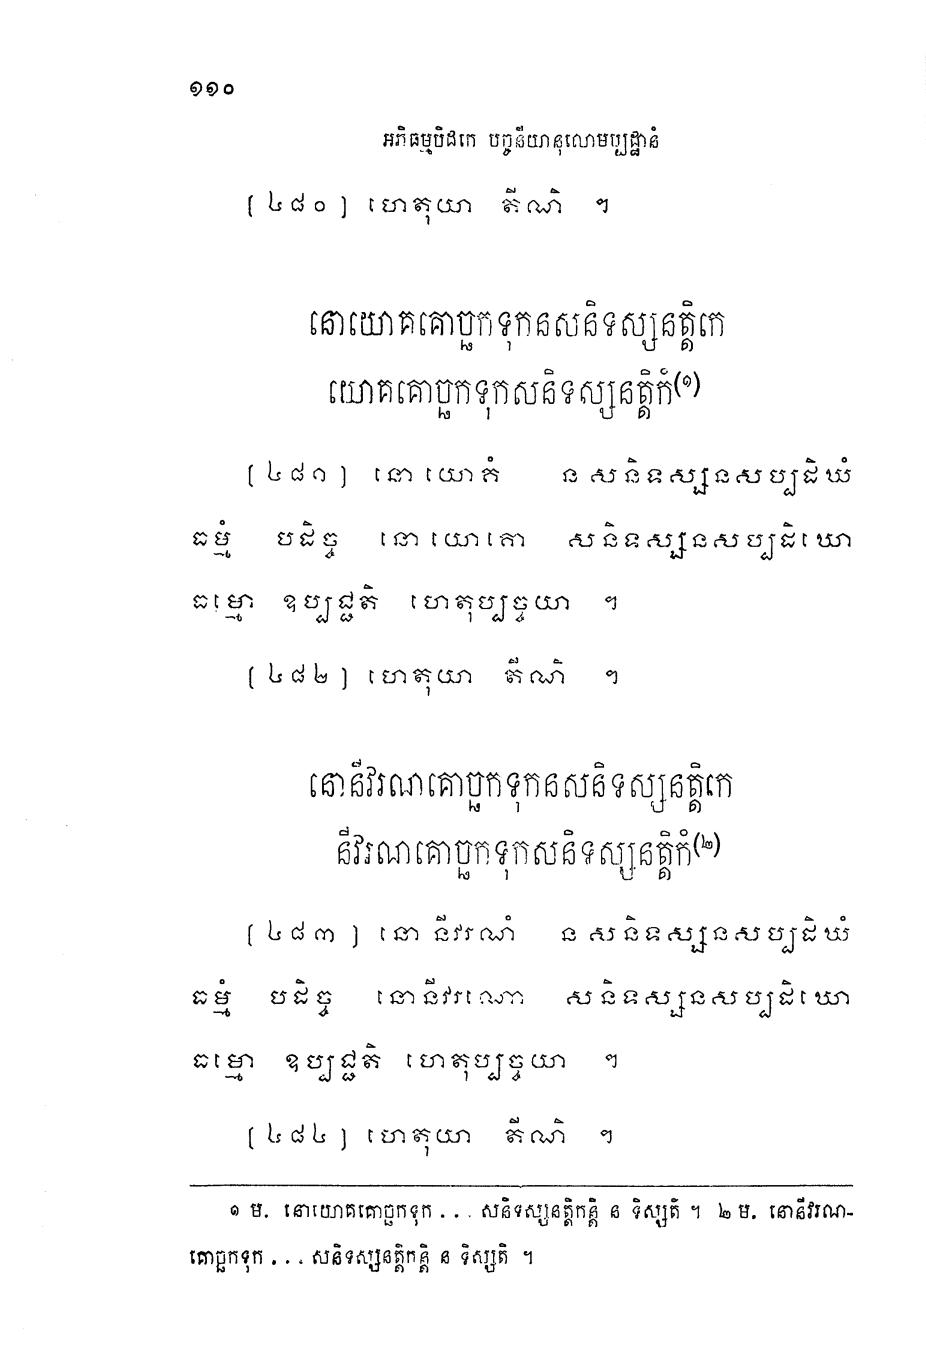 ១១០
អភិធម្មបិដកេ បច្ចនីយានុលោមប្បដ្ឋានំ
[ ៤៨០ ] ហេតុយា តីណិ ។
នោយោគគោច្ឆកទុកនសនិទស្សនត្តិកេ
យោគគោច្ឆកទុកសនិទស្សនត្តិកំ(១)
[ ៤៨១ ] នោ យោគំ ន សនិទស្សនសប្បដិឃំ
ធម្មំ បដិច្ច នោ យោគោ សនិទស្សនសប្បដិឃោ
ធម្មោ ឧប្បជ្ជតិ ហេតុប្បច្ចយា ។
[ ៤៨២ ] ហេតុយា តីណិ ។
នោនីវរណគោច្ឆកទុកនសនិទស្សនត្តិកេ
នីវរណគោច្ឆកទុកសនិទស្សនត្តិកំ(២)
[ ៤៨៣ ] នោ នីវរណំ ន សនិទស្សនសប្បដិឃំ
ធម្មំ បដិច្ច នោនីវរណោ សនិទស្សនសប្បដិឃោ
ធម្មោ ឧប្បជ្ជតិ ហេតុប្បច្ចយា ។
[ ៤៨៤ ] ហេតុយា តីណិ ។
១ ម. នោយោគគោច្ឆកទុក . . . សនិទស្សនត្តិកន្តិ ន ទិស្សតិ ។ ២ ម. នោនីវរណ-
គោច្ឆកទុក . . . សនិទស្សនត្តិកន្តិ ន ទិស្សតិ ។